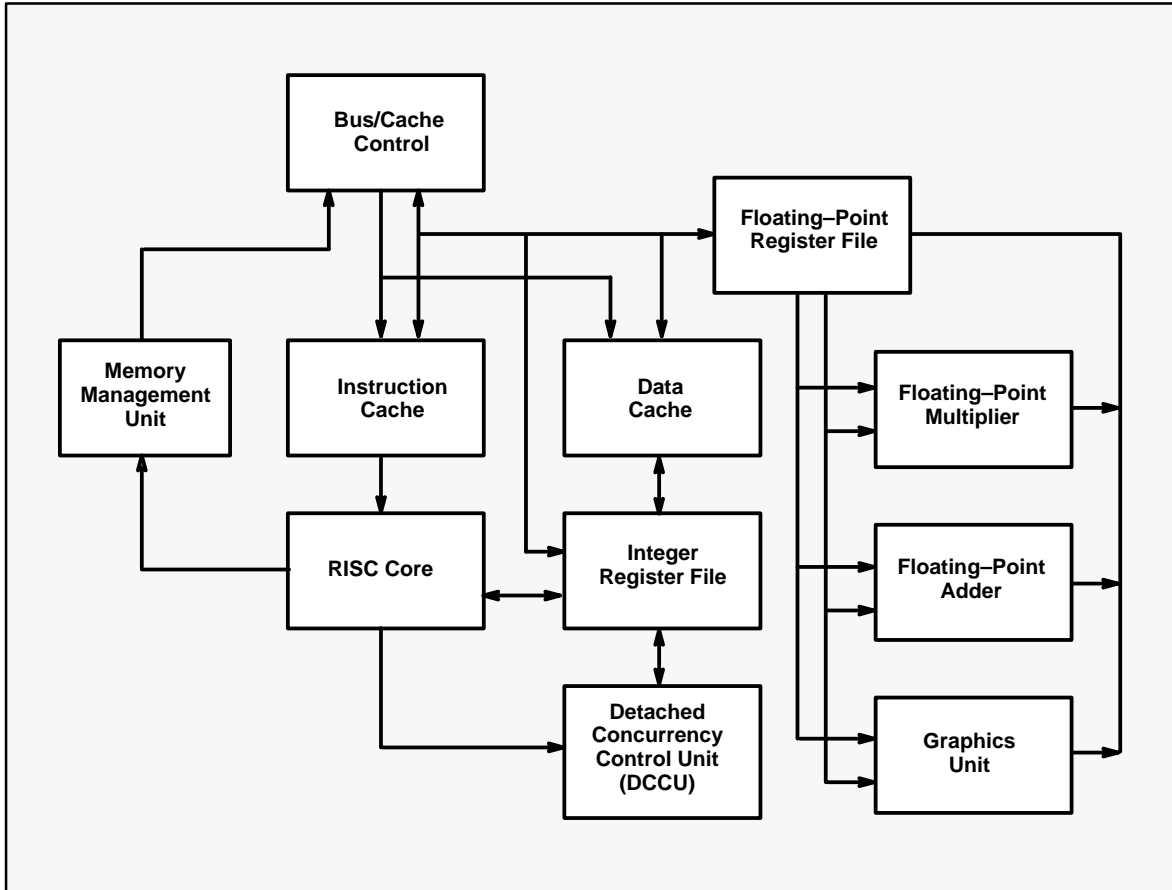 Bus/Cache
Control
Floating–Point
Register File
Memory
Management
Unit
Instruction
Cache
Data
Cache
Floating–Point
Multiplier
RISC Core
Integer
Register File
Floating–Point
Adder
Detached
Concurrency
Control Unit
(DCCU)
Graphics
Unit